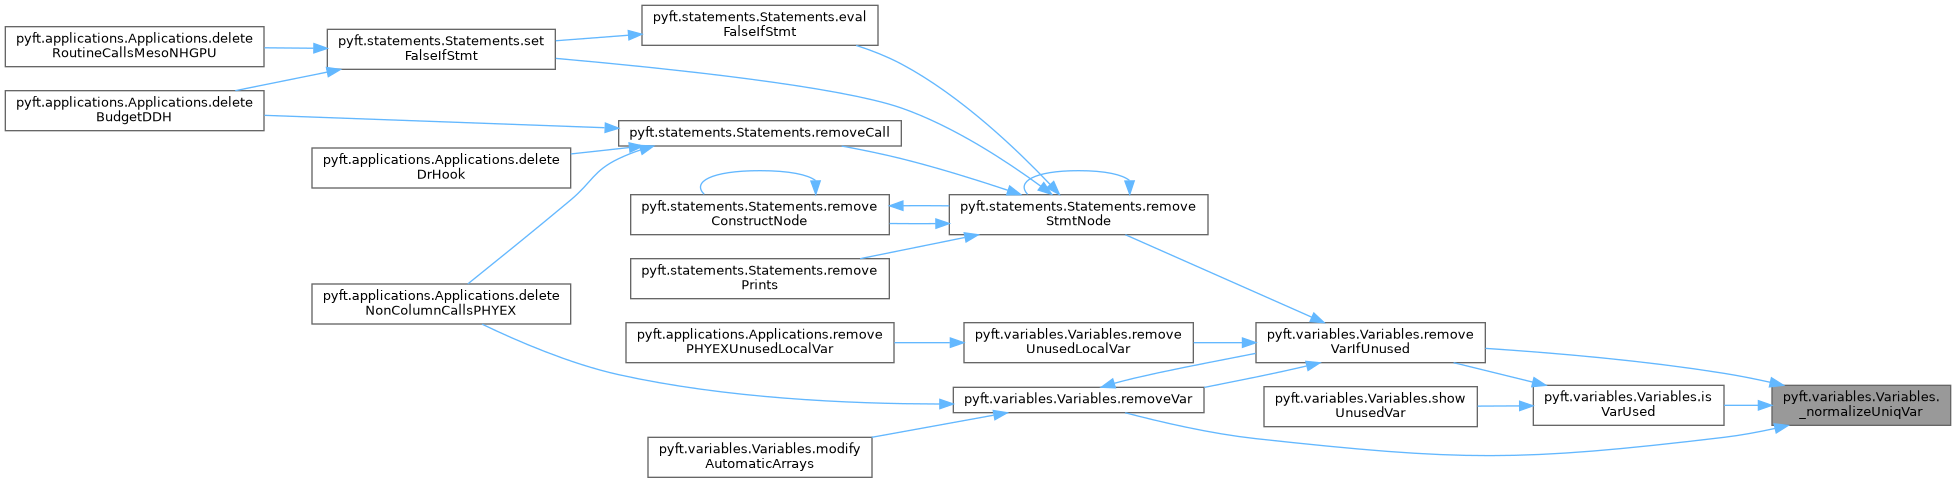 pyft.statements.Statements.eval
FalseIfStmt
pyft.applications.Applications.delete
RoutineCallsMesoNHGPU
pyft.statements.Statements.set
FalseIfStmt
pyft.applications.Applications.delete
BudgetDDH
pyft.statements.Statements.removeCall
pyft.applications.Applications.delete
DrHook
pyft.statements.Statements.remove
ConstructNode
pyft.statements.Statements.remove
StmtNode
pyft.statements.Statements.remove
Prints
pyft.applications.Applications.delete
NonColumnCallsPHYEX
pyft.applications.Applications.remove
PHYEXUnusedLocalVar
pyft.variables.Variables.remove
UnusedLocalVar
pyft.variables.Variables.remove
VarIfUnused
pyft.variables.Variables.removeVar
pyft.variables.Variables.show
UnusedVar
pyft.variables.Variables.is
VarUsed
pyft.variables.Variables.
_normalizeUniqVar
pyft.variables.Variables.modify
AutomaticArrays